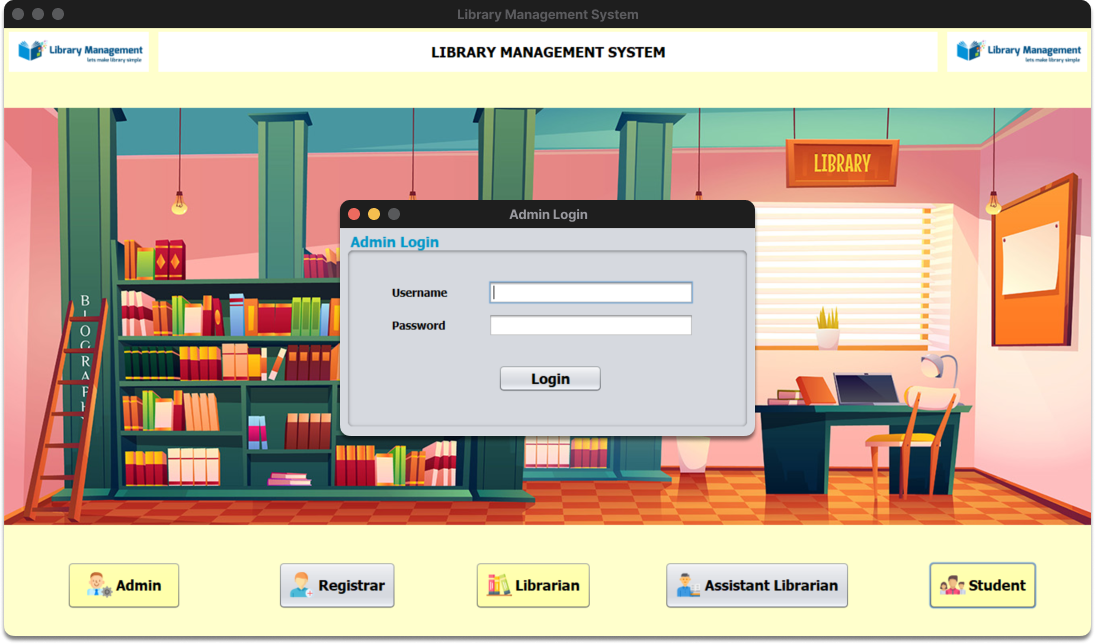 Library Management System
Library Management
lets make library simple
LIBRARY MANAGEMENT SYSTEM
Library Management
lets make library simple
LIBRARY
BIOGRAPHY
Admin Login
Admin Login
Username
Password
Login
Admin
Registrar
Librarian
Assistant Librarian
Student